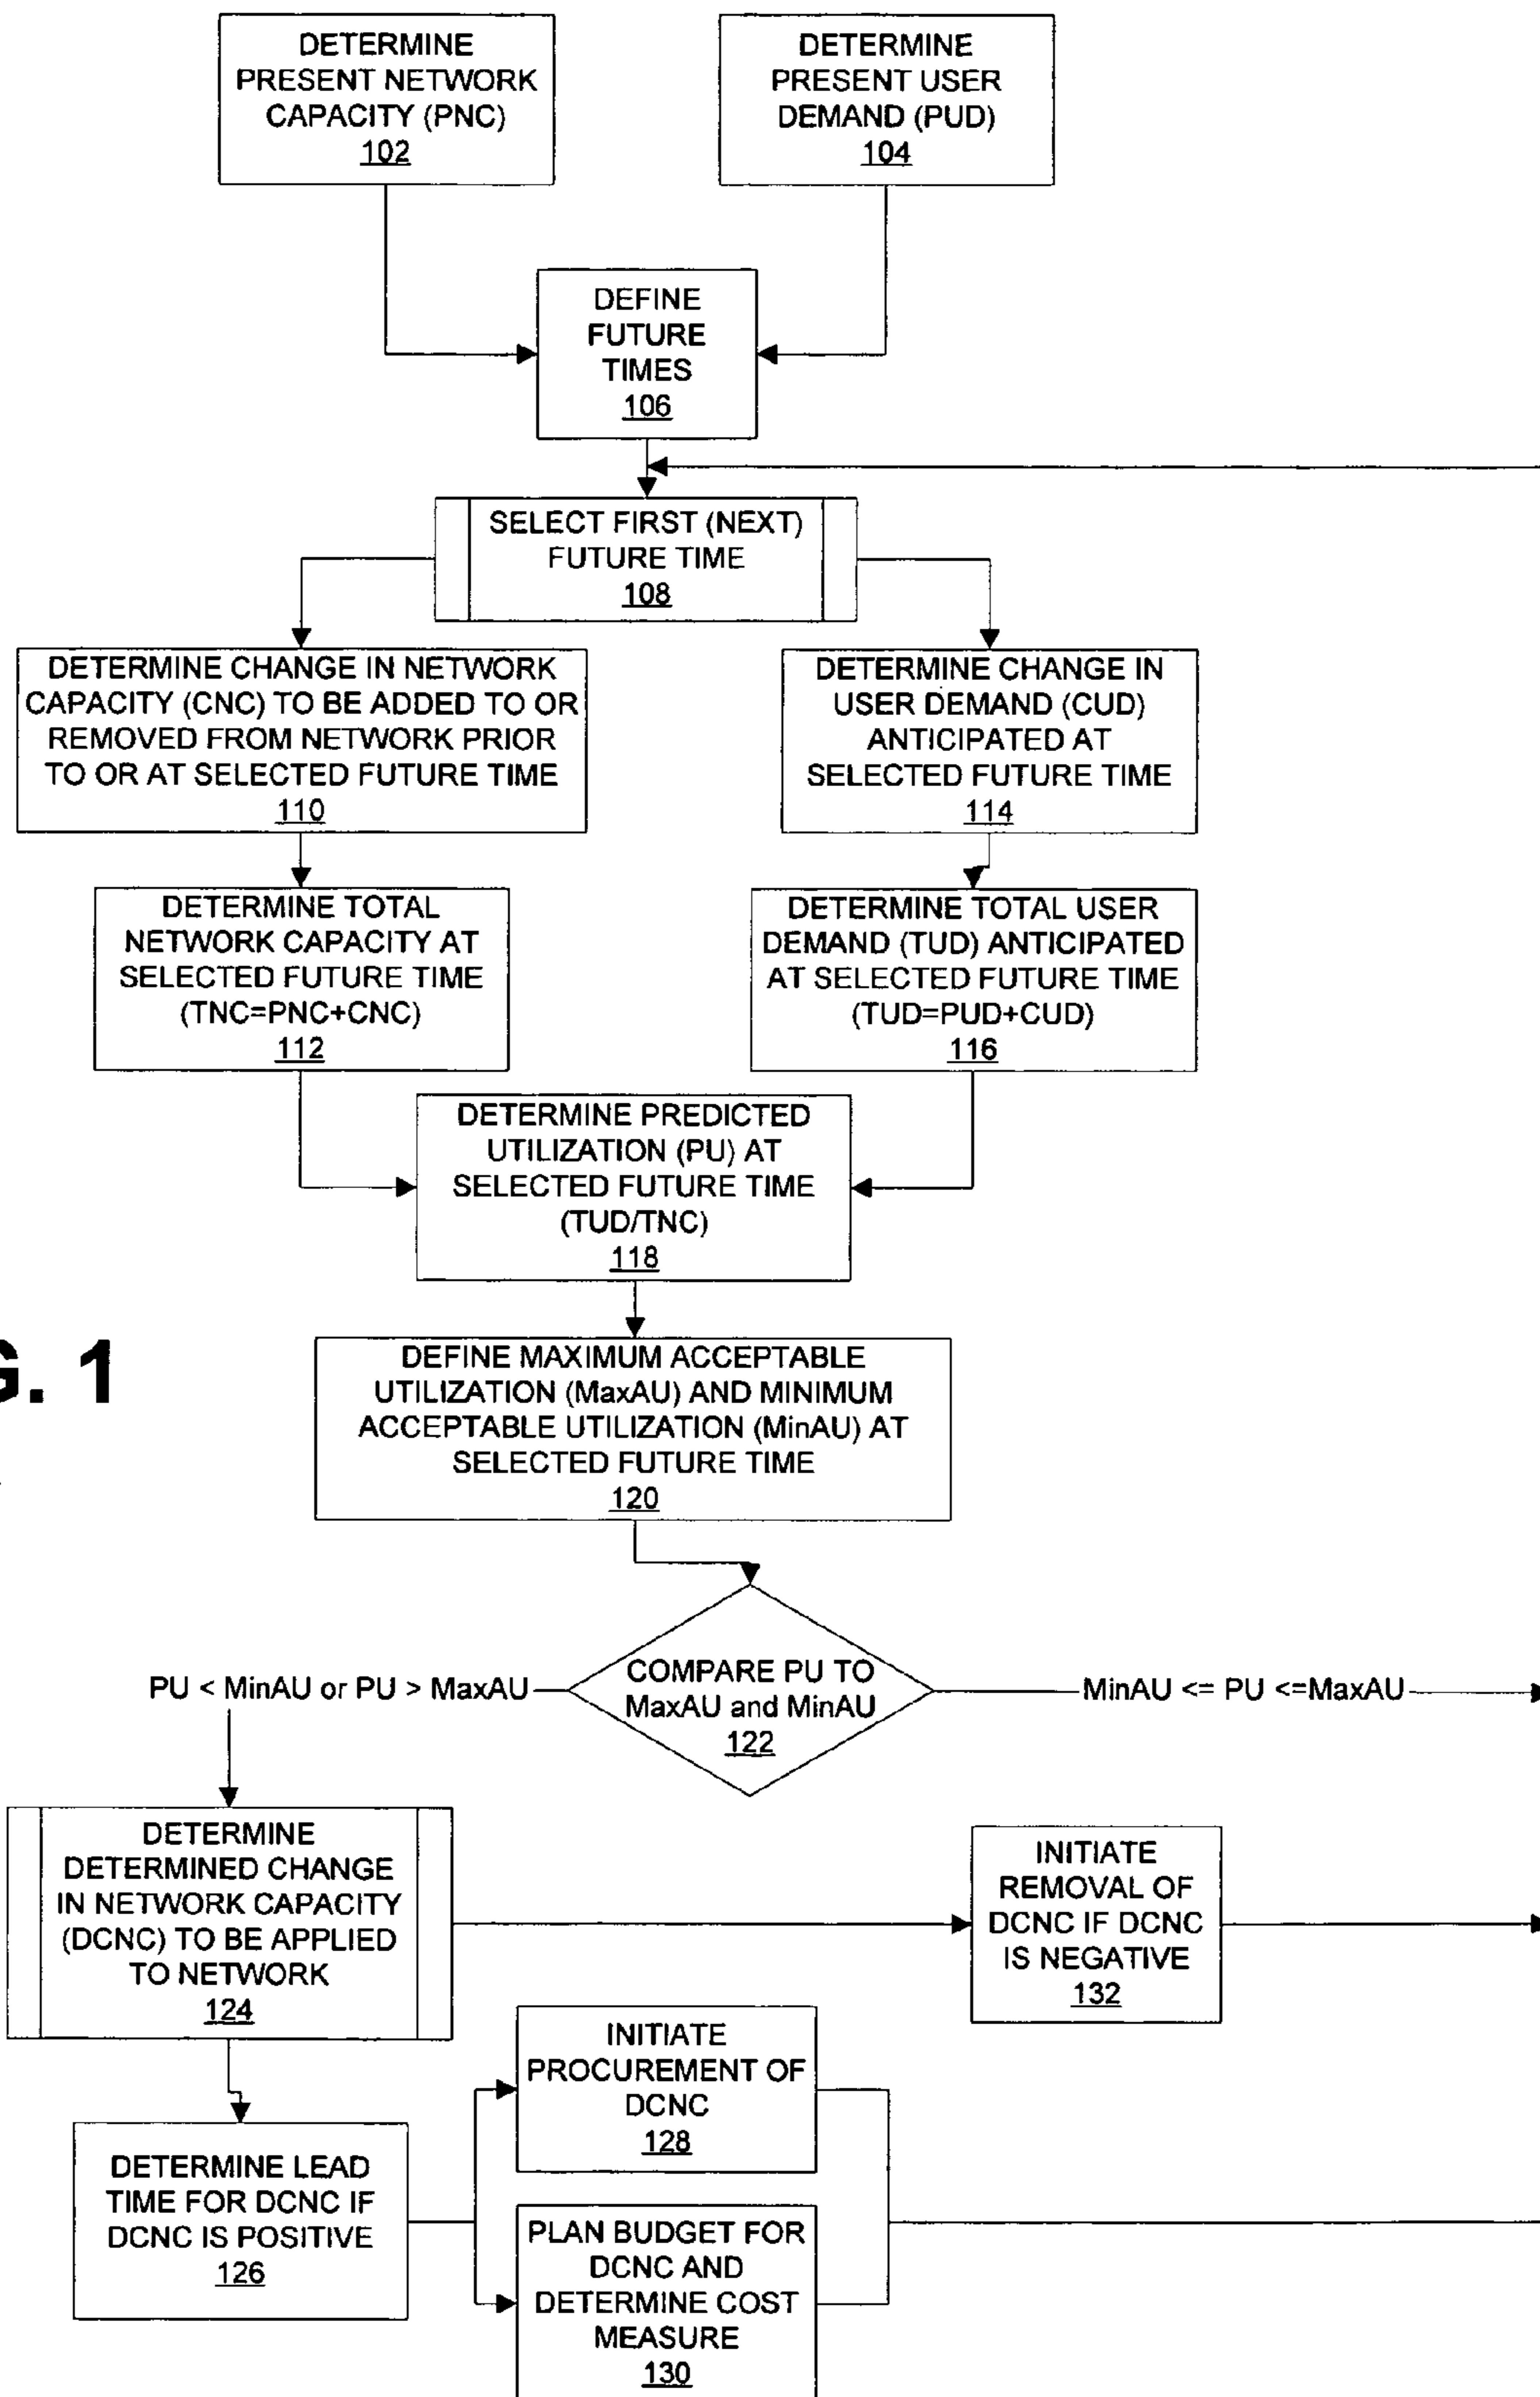 DETERMINE
PRESENT NETWORK
CAPACITY (PNC)
102
DETERMINE
PRESENT USER
DEMAND (PUD)
104
DEFINE
FUTURE
TIMES
106
SELECT FIRST (NEXT)
FUTURE TIME
108
DETERMINE CHANGE IN NETWORK
CAPACITY (CNC) TO BE ADDED TO OR
REMOVED FROM NETWORK PRIOR
TO OR AT SELECTED FUTURE TIME
110
DETERMINE CHANGE IN
USER DEMAND (CUD)
ANTICIPATED AT
SELECTED FUTURE TIME
114
DETERMINE TOTAL
NETWORK CAPACITY AT
SELECTED FUTURE TIME
(TNC=PNC+CNC)
112
DETERMINE TOTAL USER
DEMAND (TUD) ANTICIPATED
AT SELECTED FUTURE TIME
(TUD=PUD+CUD)
116
DETERMINE PREDICTED
UTILIZATION (PU) AT
SELECTED FUTURE TIME
(TUD/TNC)
118
G. 1
DEFINE MAXIMUM ACCEPTABLE
UTILIZATION (MaxAU) AND MINIMUM
ACCEPTABLE UTILIZATION (MinAU) AT
SELECTED FUTURE TIME
120
PU < MinAU or PU > MaxAU
COMPARE PU TO
MaxAU and MinAU
122
MinAU <= PU <=MaxAU
DETERMINE
DETERMINED CHANGE
IN NETWORK CAPACITY
(DCNC) TO BE APPLIED
TO NETWORK
124
INITIATE
REMOVAL OF
DCNC IF DCNC
IS NEGATIVE
132
INITIATE
PROCUREMENT OF
DCNC
128
DETERMINE LEAD
TIME FOR DCNC IF
DCNC IS POSITIVE
126
PLAN BUDGET FOR
DCNC AND
DETERMINE COST
MEASURE
130